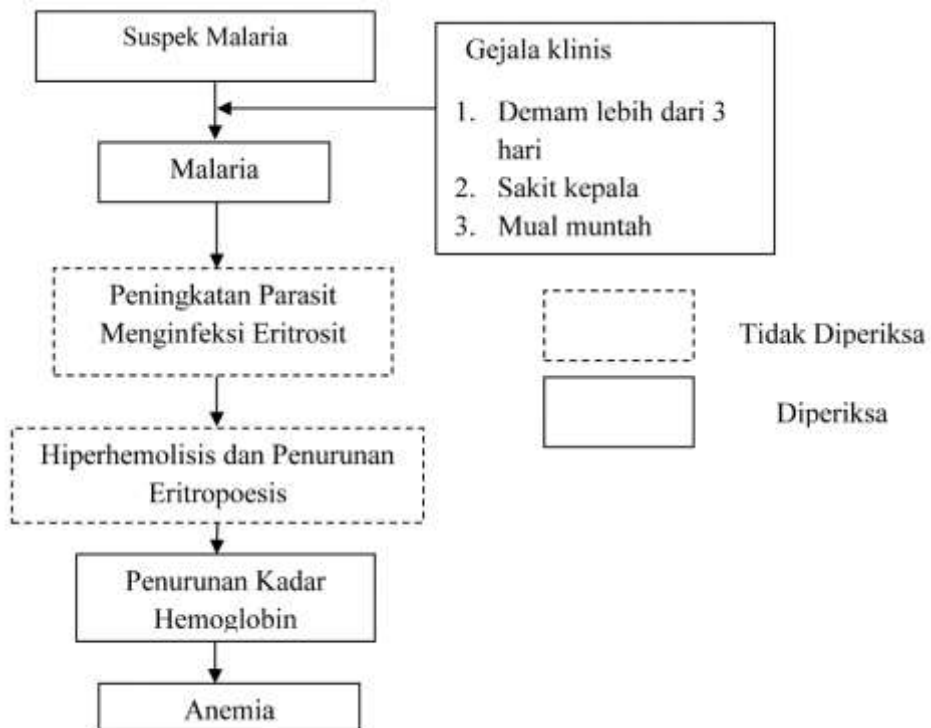 Suspek Malaria
Gejala klinis
1. Demam lebih dari 3
hari
2. Sakit kepala
3. Mual muntah
Malaria
Peningkatan Parasit
Menginfeksi Eritrosit
Tidak Diperiksa
Diperiksa
Hiperhemolisis dan Penurunan
Eritropoesis
Penurunan Kadar
Hemoglobin
Anemia